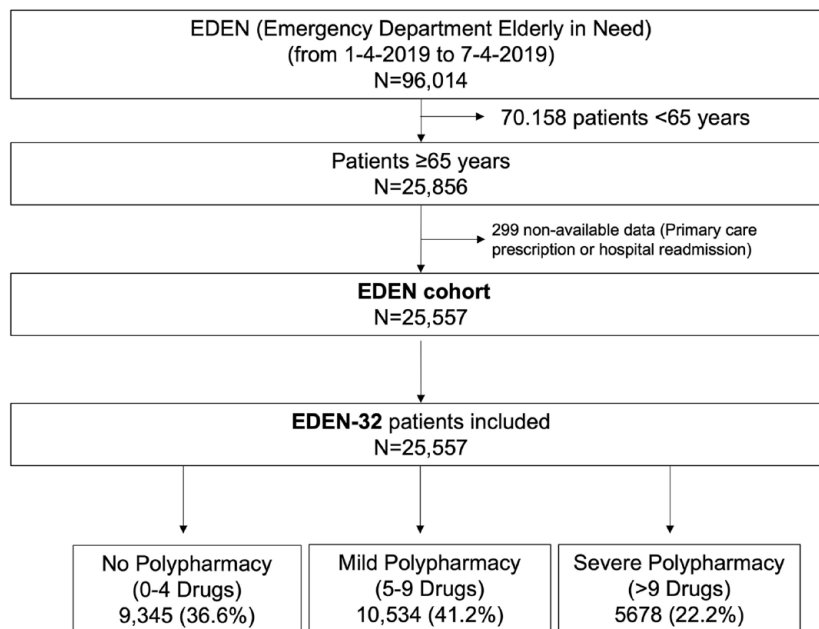 EDEN (Emergency Department Elderly in Need)
(from 1-4-2019 to 7-4-2019)
N=96,014
70.158 patients <65 years
Patients ≥65 years
N=25,856
299 non-available data (Primary care
prescription or hospital readmission)
EDEN cohort
N=25,557
EDEN-32 patients included
N=25,557
No Polypharmacy
(0-4 Drugs)
9,345 (36.6%)
Mild Polypharmacy
(5-9 Drugs)
10,534 (41.2%)
Severe Polypharmacy
(>9 Drugs)
5678 (22.2%)